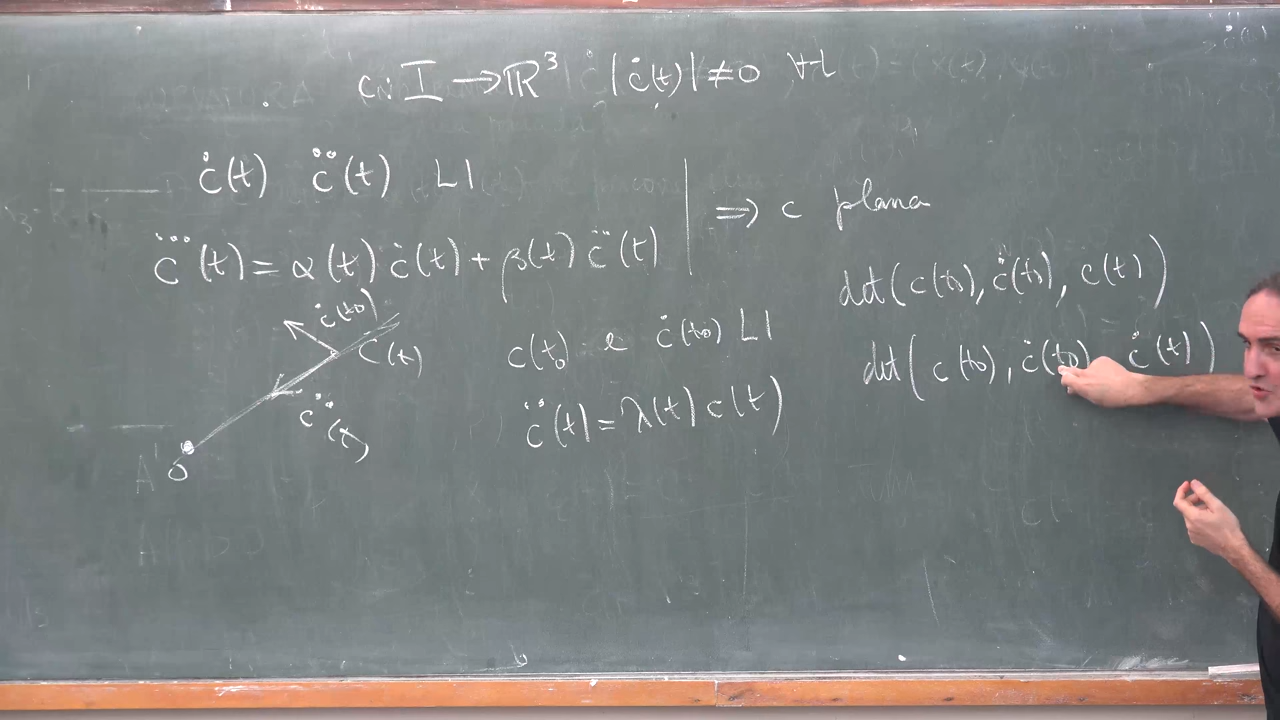 c: I → ℝ³ |ċ(t)| ≠ 0 ∀t
ċ(t) c̈(t) LI
c⃛(t) = α(t) ċ(t) + β(t) c̈(t)
⟹ c plana
ċ(t₀)
c(t)
c̈(t)
O
c(t₀) e ċ(t₀) LI
c̈(t) = λ(t) c(t)
det(c(t₀), ċ(t₀), c(t))
det(c(t₀), ċ(t₀), ċ(t))